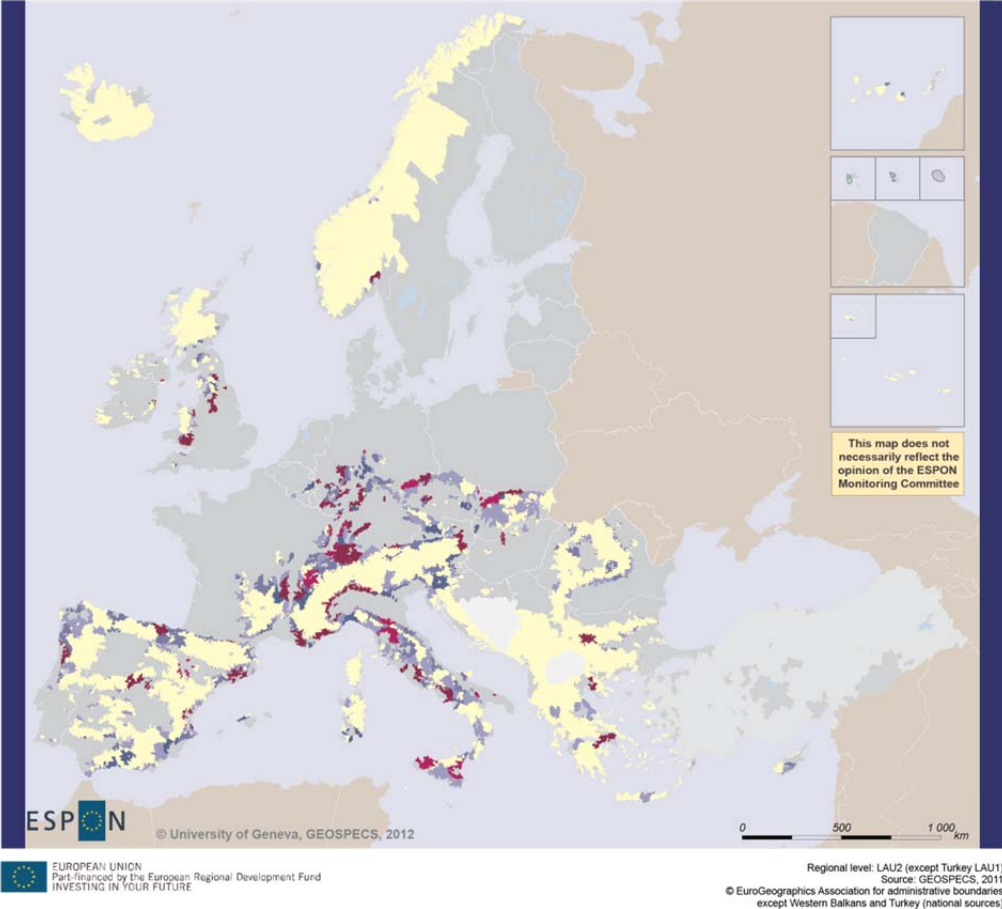 This map does not
necessarily reflect the
opinion of the ESPON
Monitoring Committee
ESPON
© University of Geneva, GEOSPECS, 2012
0 500 1 000
km
EUROPEAN UNION
Part-financed by the European Regional Development Fund
INVESTING IN YOUR FUTURE
Regional level: LAU2 (except Turkey LAU1)
Source: GEOSPECS, 2011
© EuroGeographics Association for administrative boundaries
except Western Balkans and Turkey (national sources)